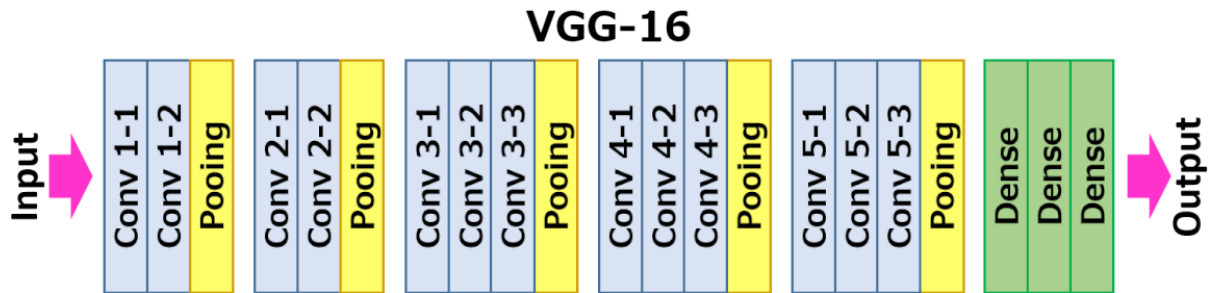 VGG-16
Input
Conv 1-1
Conv 1-2
Pooing
Conv 2-1
Conv 2-2
Pooing
Conv 3-1
Conv 3-2
Conv 3-3
Pooing
Conv 4-1
Conv 4-2
Conv 4-3
Pooing
Conv 5-1
Conv 5-2
Conv 5-3
Pooing
Dense
Dense
Dense
Output